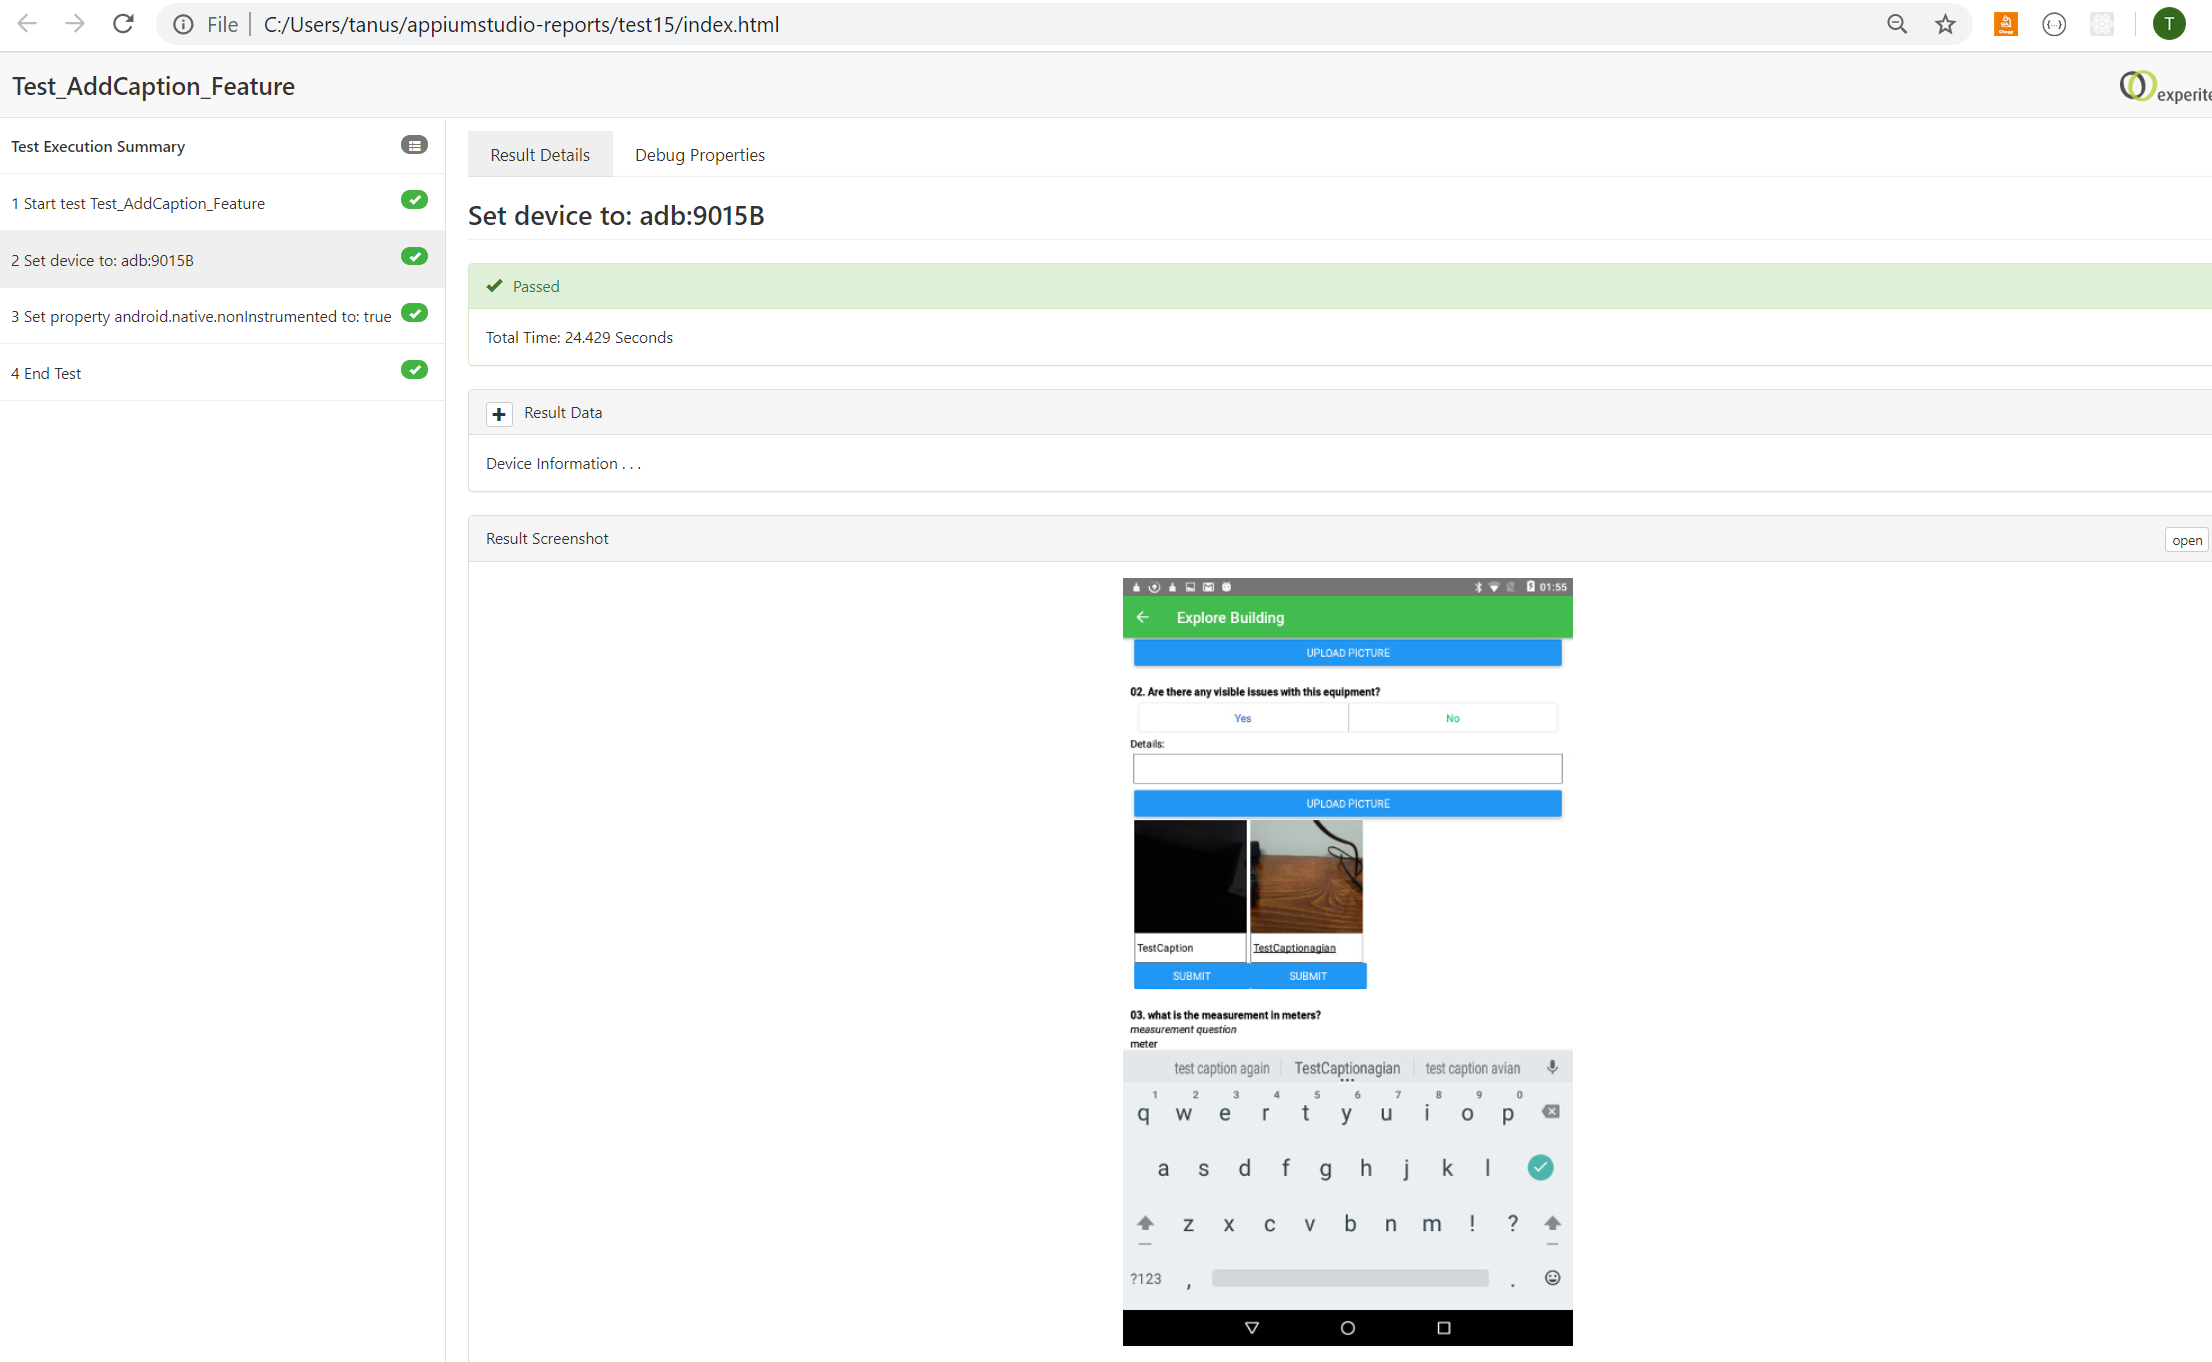 File | C:/Users/tanus/appiumstudio-reports/test15/index.html
T
Test_AddCaption_Feature
experite
Test Execution Summary
1 Start test Test_AddCaption_Feature
2 Set device to: adb:9015B
3 Set property android.native.nonInstrumented to: true
4 End Test
Result Details
Debug Properties
Set device to: adb:9015B
Passed
Total Time: 24.429 Seconds
Result Data
Device Information . . .
Result Screenshot
open
01:55
Explore Building
UPLOAD PICTURE
02. Are there any visible issues with this equipment?
Yes
No
Details:
UPLOAD PICTURE
TestCaption
TestCaptionagian
SUBMIT
SUBMIT
03. what is the measurement in meters?
measurement question
meter
test caption again
TestCaptionagian
test caption avian
1 2 3 4 5 6 7 8 9 0
q w e r t y u i o p
a s d f g h j k l
z x c v b n m ! ?
?123 , .